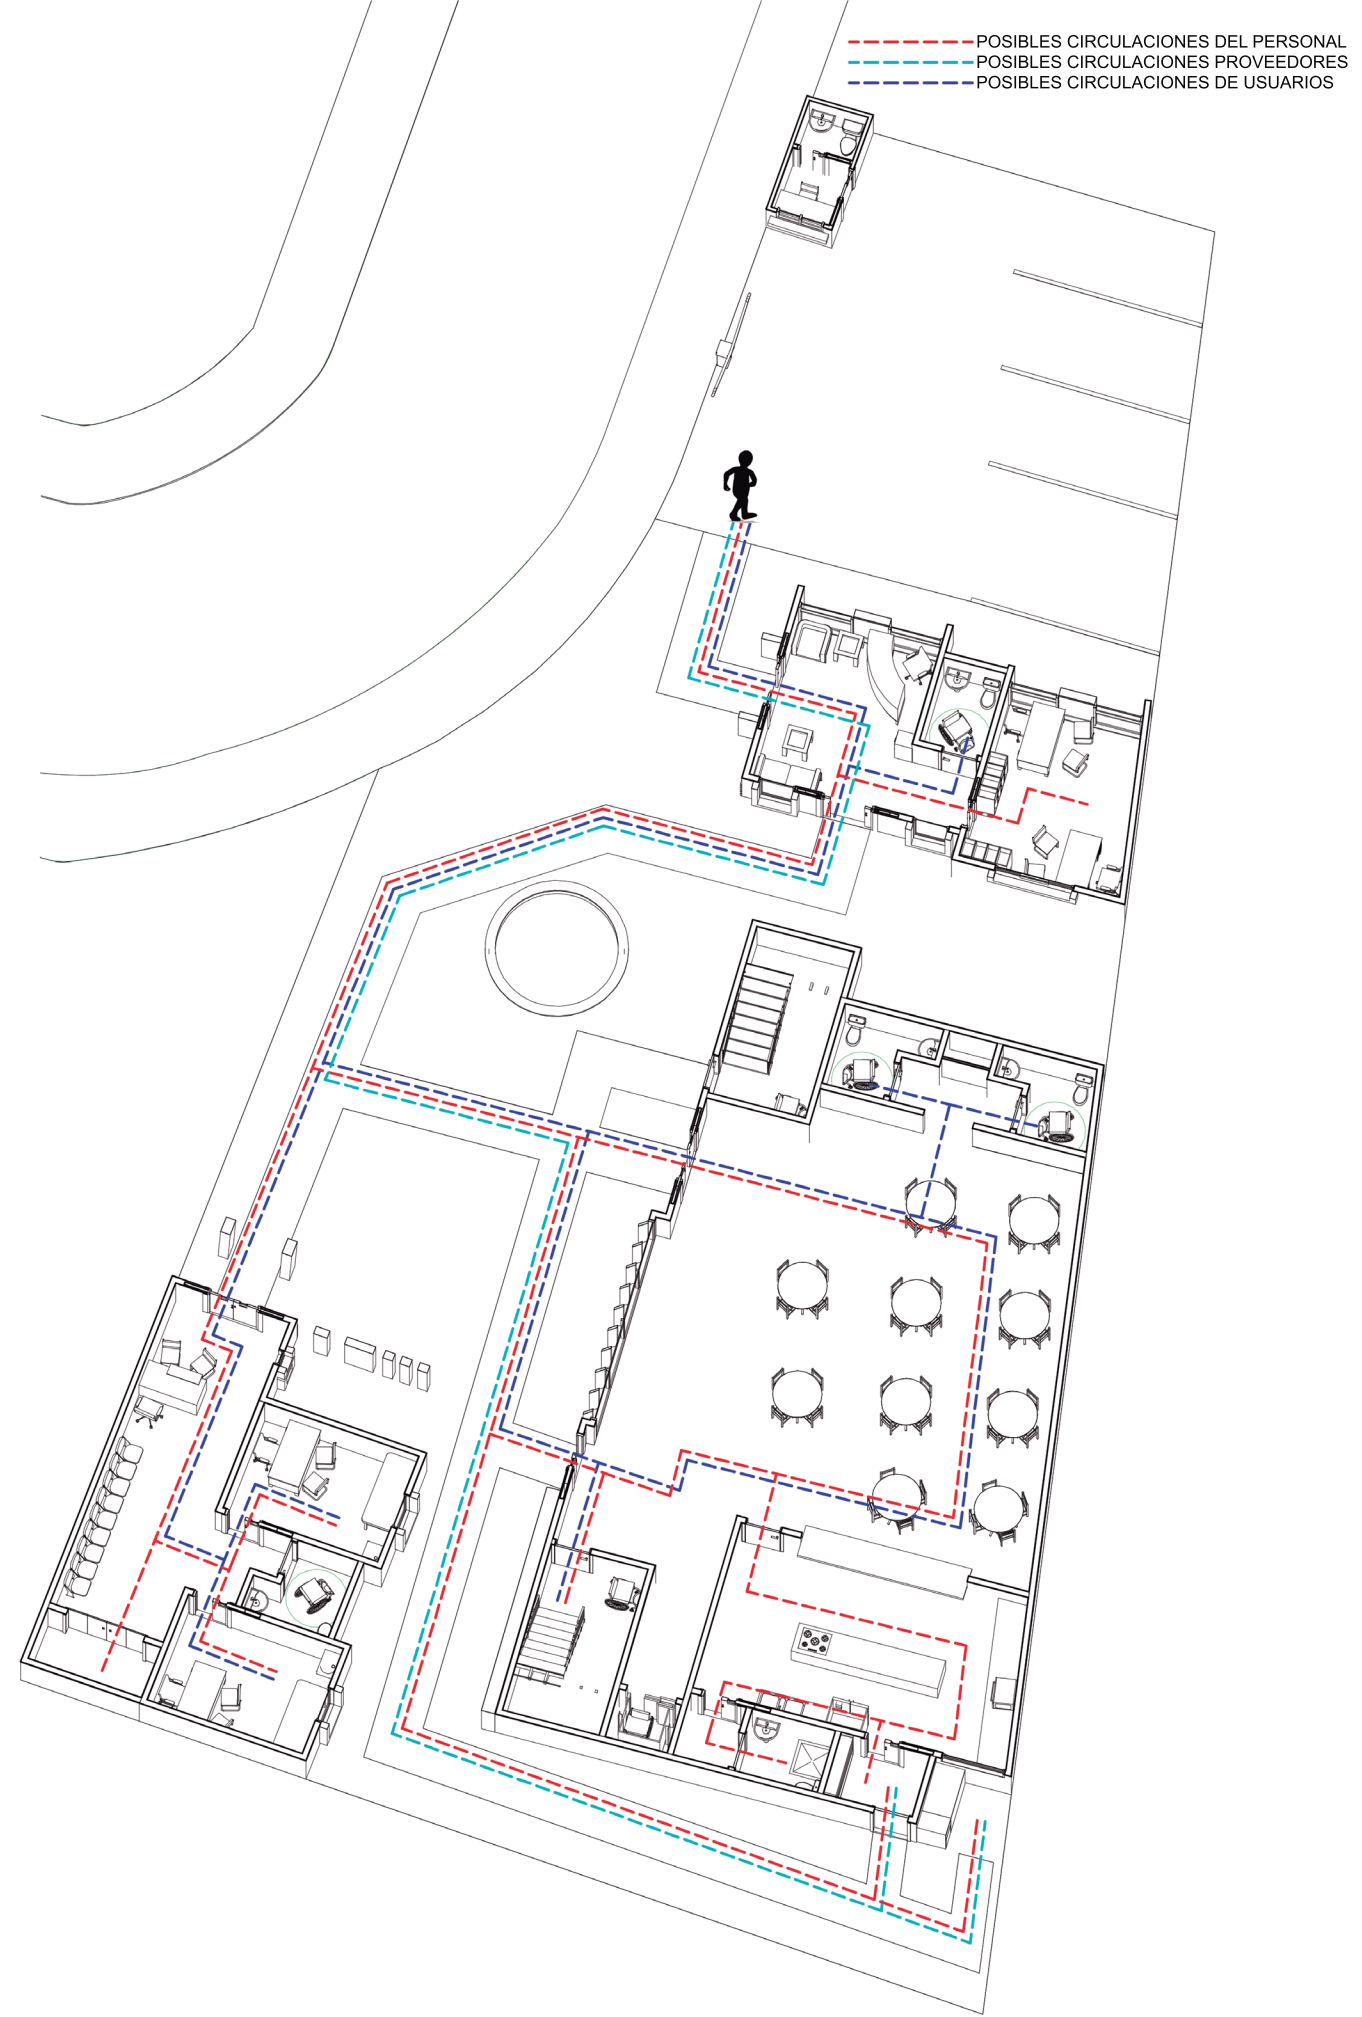 POSIBLES CIRCULACIONES DEL PERSONAL
POSIBLES CIRCULACIONES PROVEEDORES
POSIBLES CIRCULACIONES DE USUARIOS